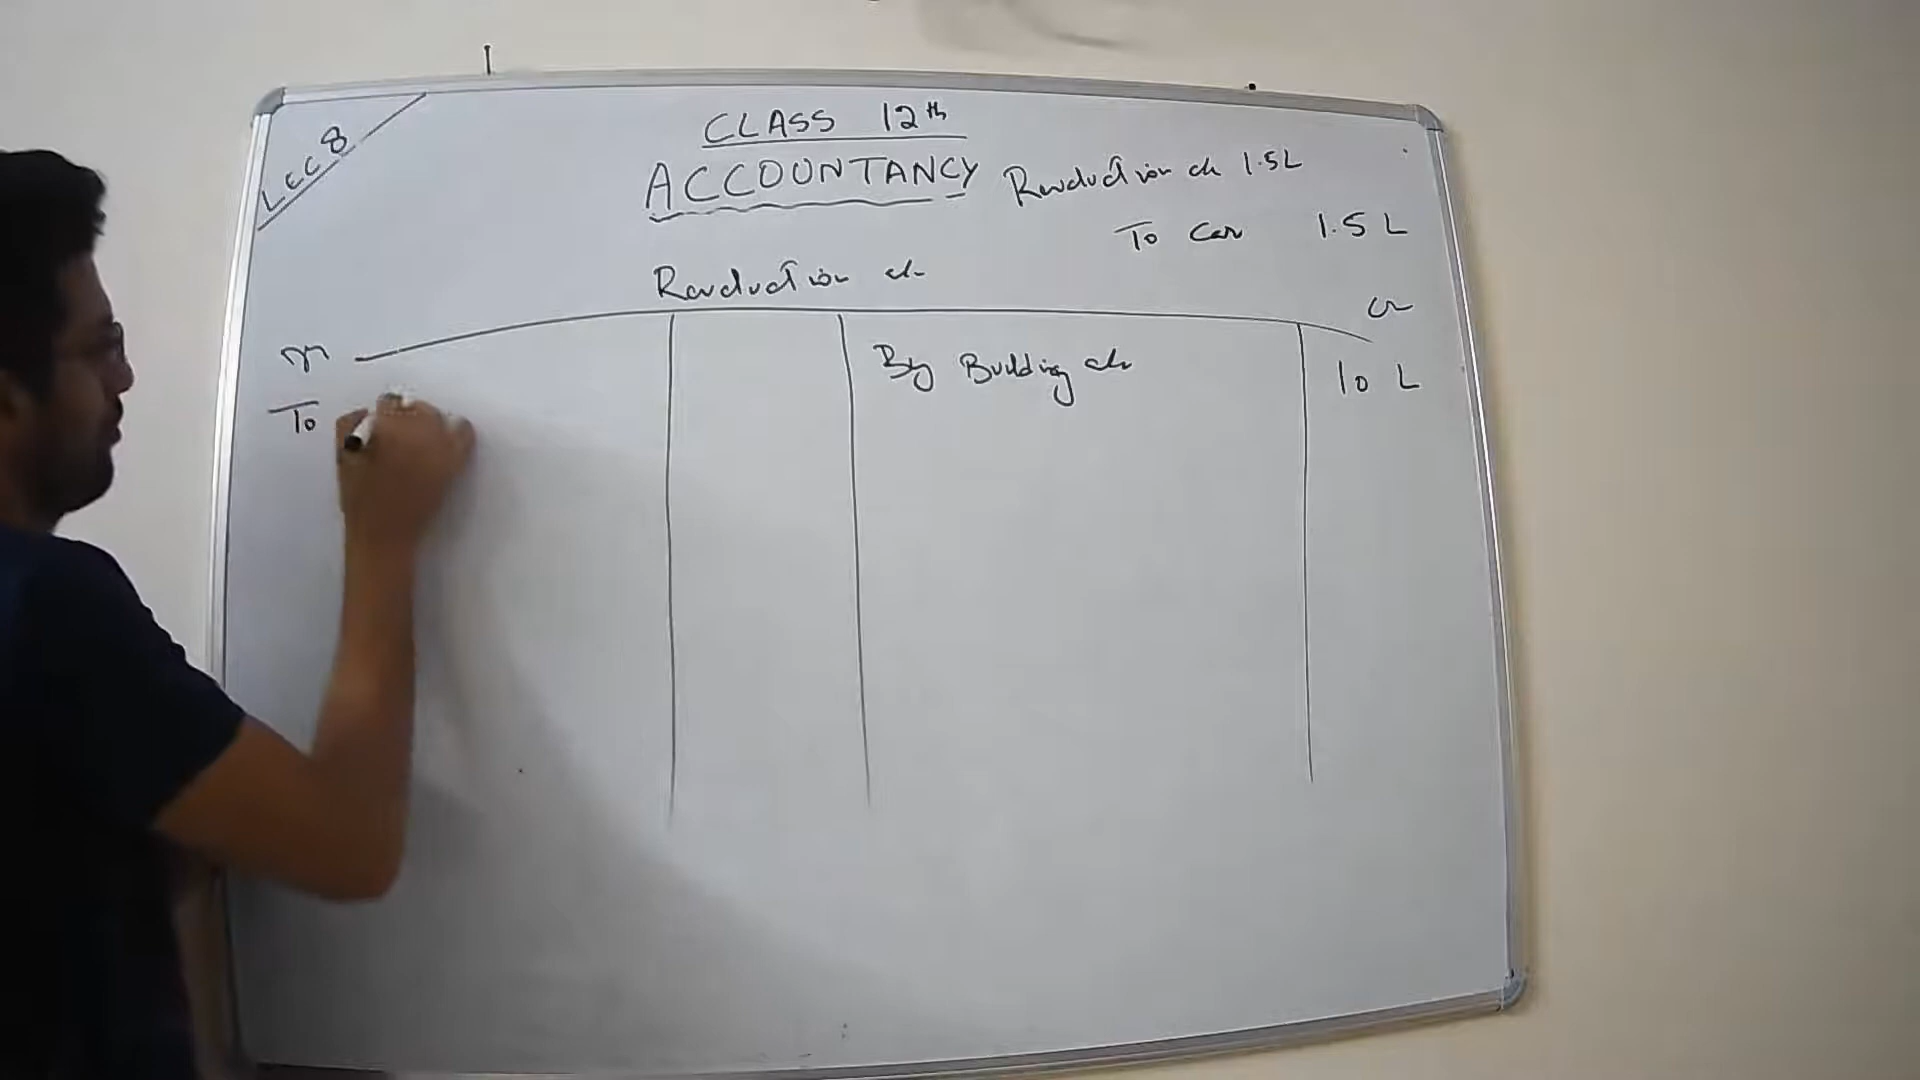 LEC 8
CLASS 12th
ACCOUNTANCY
Revaluation a/c 1.5L
To Car 1.5 L
Revaluation a/c
Dr
Cr
By Building a/c 10 L
To